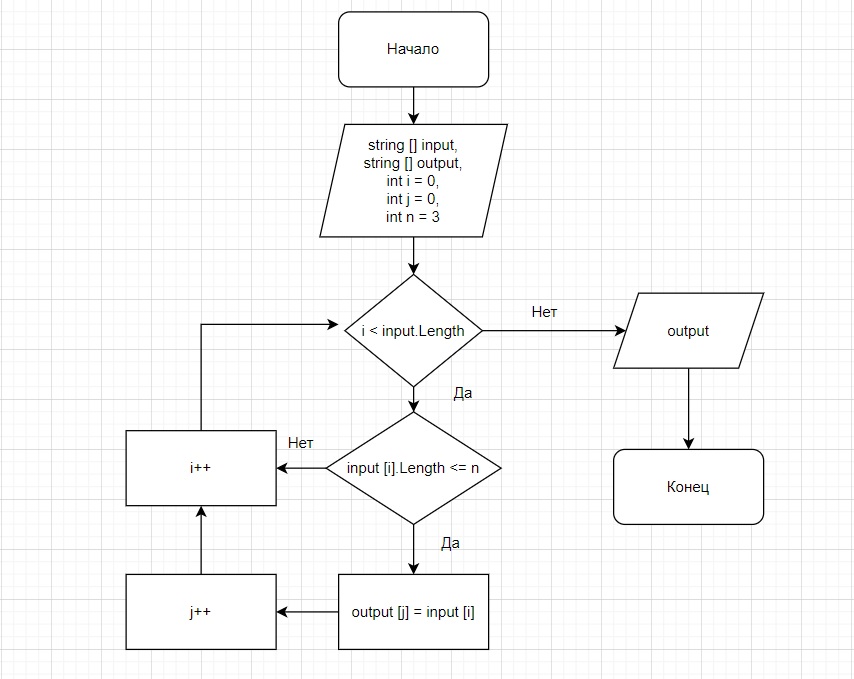 Начало
string [] input,
string [] output,
int i = 0,
int j = 0,
int n = 3
i < input.Length
Нет
output
Да
Нет
input [i].Length <= n
i++
Конец
Да
output [j] = input [i]
j++